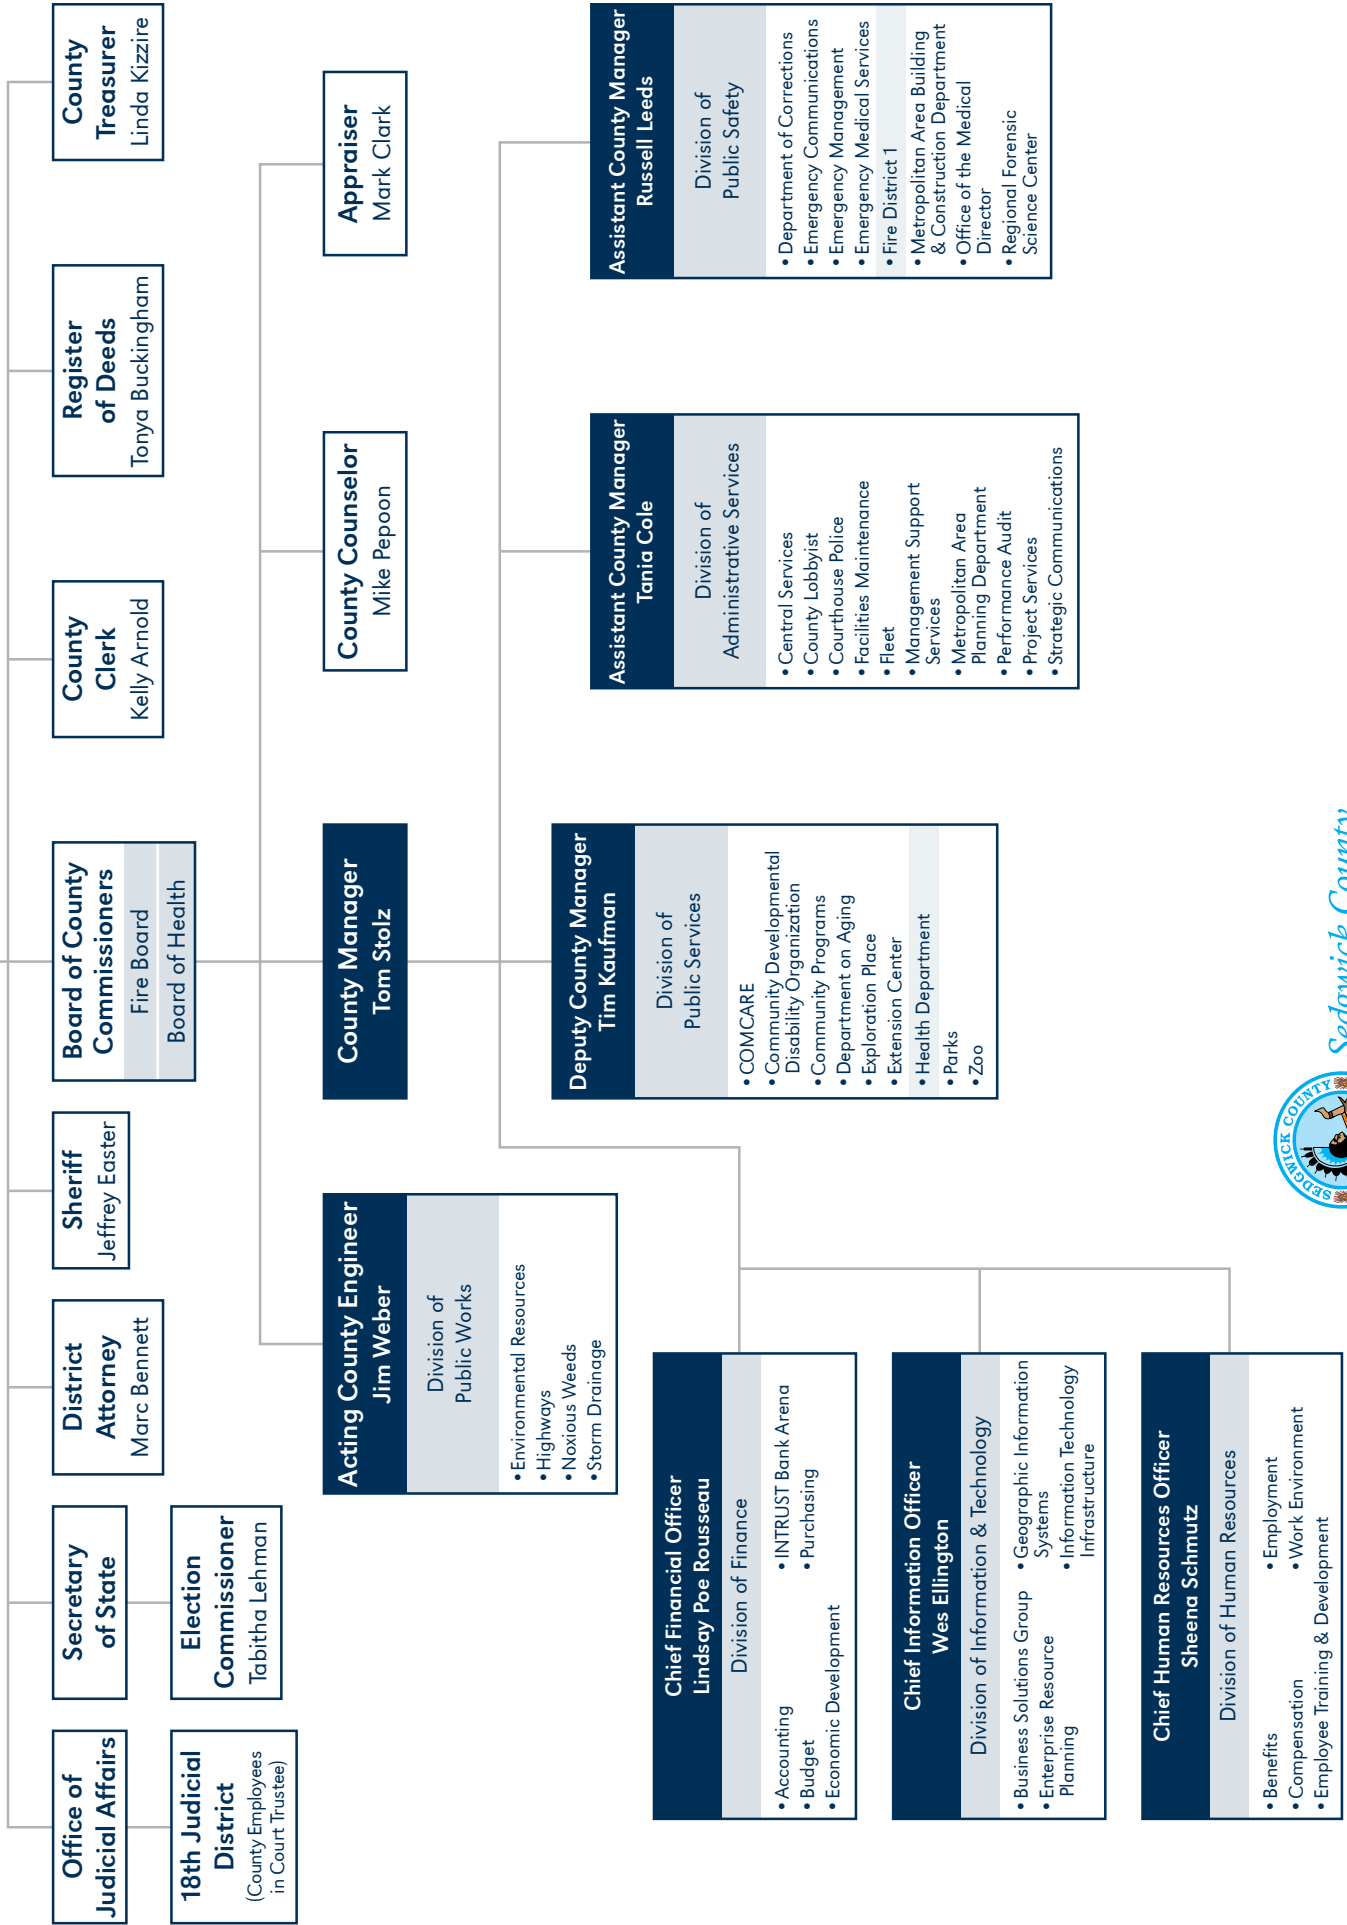 Office of
Judicial Affairs
18th Judicial
District
(County Employees
in Court Trustee)
Secretary
of State
Election
Commissioner
Tabitha Lehman
District
Attorney
Marc Bennett
Sheriff
Jeffrey Easter
Board of County
Commissioners
Fire Board
Board of Health
County
Clerk
Kelly Arnold
Register
of Deeds
Tonya Buckingham
County
Treasurer
Linda Kizzire
Acting County Engineer
Jim Weber
Division of
Public Works
• Environmental Resources
• Highways
• Noxious Weeds
• Storm Drainage
County Manager
Tom Stolz
County Counselor
Mike Pepoon
Appraiser
Mark Clark
Deputy County Manager
Tim Kaufman
Division of
Public Services
• COMCARE
• Community Developmental
Disability Organization
• Community Programs
• Department on Aging
• Exploration Place
• Extension Center
• Health Department
• Parks
• Zoo
Assistant County Manager
Tania Cole
Division of
Administrative Services
• Central Services
• County Lobbyist
• Courthouse Police
• Facilities Maintenance
• Fleet
• Management Support
Services
• Metropolitan Area
Planning Department
• Performance Audit
• Project Services
• Strategic Communications
Assistant County Manager
Russell Leeds
Division of
Public Safety
• Department of Corrections
• Emergency Communications
• Emergency Management
• Emergency Medical Services
• Fire District 1
• Metropolitan Area Building
& Construction Department
• Office of the Medical
Director
• Regional Forensic
Science Center
Chief Financial Officer
Lindsay Poe Rousseau
Division of Finance
• Accounting
• Budget
• Economic Development
• INTRUST Bank Arena
• Purchasing
Chief Information Officer
Wes Ellington
Division of Information & Technology
• Business Solutions Group
• Enterprise Resource
Planning
• Geographic Information
Systems
• Information Technology
Infrastructure
Chief Human Resources Officer
Sheena Schmutz
Division of Human Resources
• Benefits
• Compensation
• Employee Training & Development
• Employment
• Work Environment
SEDGWICK COUNTY
Sedgwick County